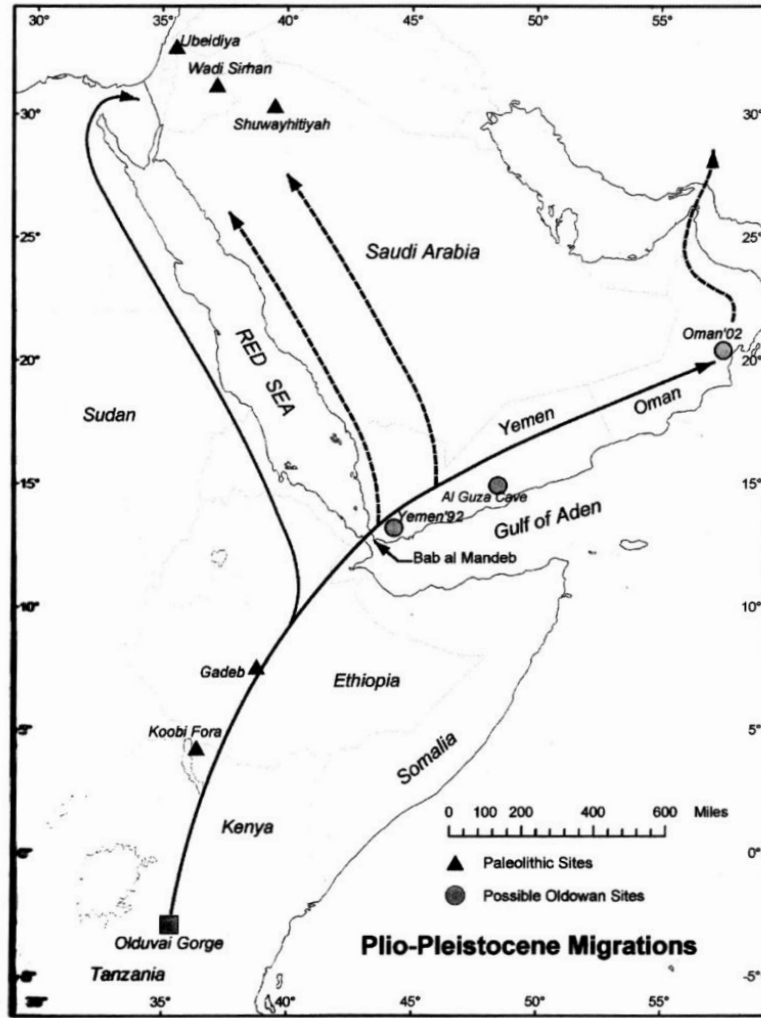 30° 35° 40° 45° 50° 55°
Ubeidiya
Wadi Sirhan
Shuwayhitiyah
30° 30°
25° 25°
Saudi Arabia
RED SEA
Oman'02
20° 20°
Sudan
Yemen
Oman
15° 15°
Al Guza Cave
Yemen'92
Gulf of Aden
Bab al Mandeb
10° 10°
Gadeb
Ethiopia
Koobi Fora
5° 5°
Somalia
0 100 200 400 600 Miles
Kenya
0°
Paleolithic Sites
Possible Oldowan Sites
Olduvai Gorge
Plio-Pleistocene Migrations
Tanzania
-5°
40° 45° 50° 55°